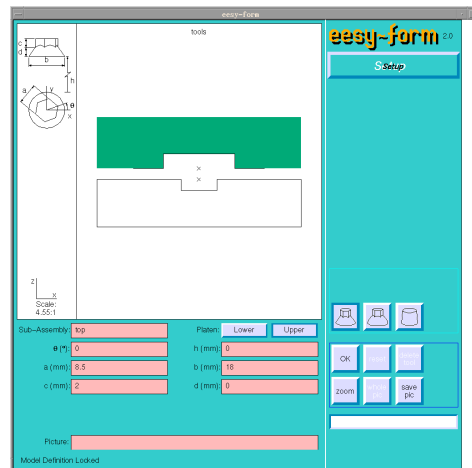 eesy-form
tools
eesy-form 2.0
Setup
c
d
b
h
a
y
θ
x
z
x
Scale:
4.55:1
Sub-Assembly: top
Platen: Lower Upper
θ (°): 0
h (mm): 0
a (mm): 8.5
b (mm): 18
c (mm): 2
d (mm): 0
OK
zoom
save
pic
Picture:
Model Definition Locked